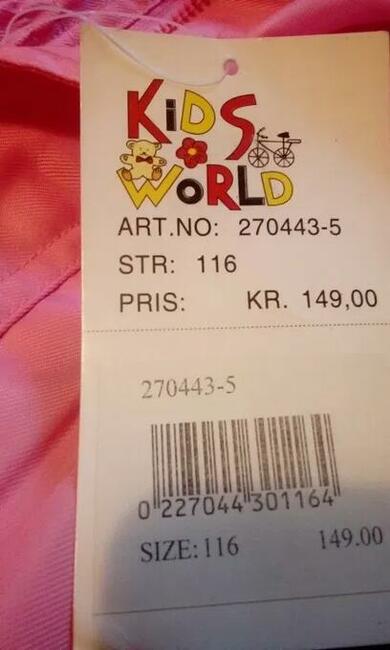 KiDS
WORLD
ART.NO: 270443-5
STR: 116
PRIS: KR. 149,00
270443-5
0 227044 301164
SIZE: 116 149.00